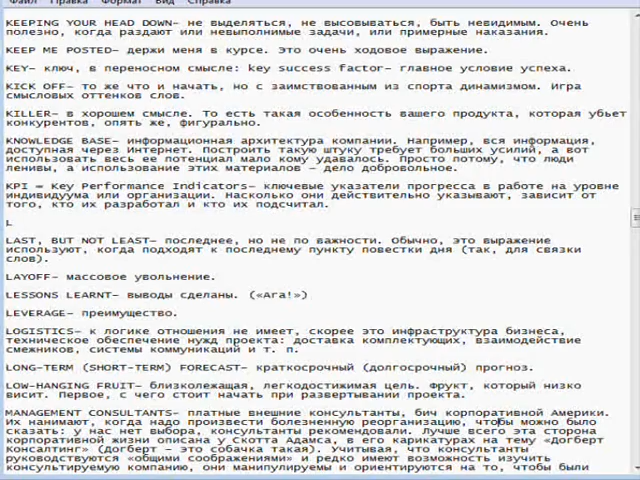 Файл Правка Формат Вид Справка
KEEPING YOUR HEAD DOWN– не выделяться, не высовываться, быть невидимым. Очень
полезно, когда раздают или невыполнимые задачи, или примерные наказания.
KEEP ME POSTED– держи меня в курсе. Это очень ходовое выражение.
KEY– ключ, в переносном смысле: key success factor– главное условие успеха.
KICK OFF– то же что и начать, но с заимствованным из спорта динамизмом. Игра
смысловых оттенков слов.
KILLER– в хорошем смысле. То есть такая особенность вашего продукта, которая убьет
конкурентов, опять же, фигурально.
KNOWLEDGE BASE– информационная архитектура компании. Например, вся информация,
доступная через Интернет. Построить такую штуку требует больших усилий, а вот
использовать весь ее потенциал мало кому удавалось. Просто потому, что люди
ленивы, а использование этих материалов – дело добровольное.
KPI = Key Performance Indicators– ключевые указатели прогресса в работе на уровне
индивидуума или организации. Насколько они действительно указывают, зависит от
того, кто их разработал и кто их подсчитал.
L
LAST, BUT NOT LEAST– последнее, но не по важности. Обычно, это выражение
используют, когда подходят к последнему пункту повестки дня (так, для связки
слов).
LAYOFF– массовое увольнение.
LESSONS LEARNT– выводы сделаны. («Ага!»)
LEVERAGE– преимущество.
LOGISTICS– к логике отношения не имеет, скорее это инфраструктура бизнеса,
техническое обеспечение нужд проекта: доставка комплектующих, взаимодействие
смежников, системы коммуникаций и т. п.
LONG-TERM (SHORT-TERM) FORECAST– краткосрочный (долгосрочный) прогноз.
LOW-HANGING FRUIT– близколежащая, легкодостижимая цель. Фрукт, который низко
висит. Первое, с чего стоит начать при развертывании проекта.
MANAGEMENT CONSULTANTS– платные внешние консультанты, бич корпоративной Америки.
Их нанимают, когда надо произвести болезненную реорганизацию, чтобы можно было
сказать: у нас нет выбора, консультанты рекомендовали. Лучше всего эта сторона
корпоративной жизни описана у Скотта Адамса, в его карикатурах на тему «Догберт
Консалтинг» (Догберт – это собачка такая). Учитывая, что консультанты
руководствуются «общими соображениями» и редко имеют возможность изучить
консультируемую компанию, они манипулируемы и ориентируются на то, чтобы были